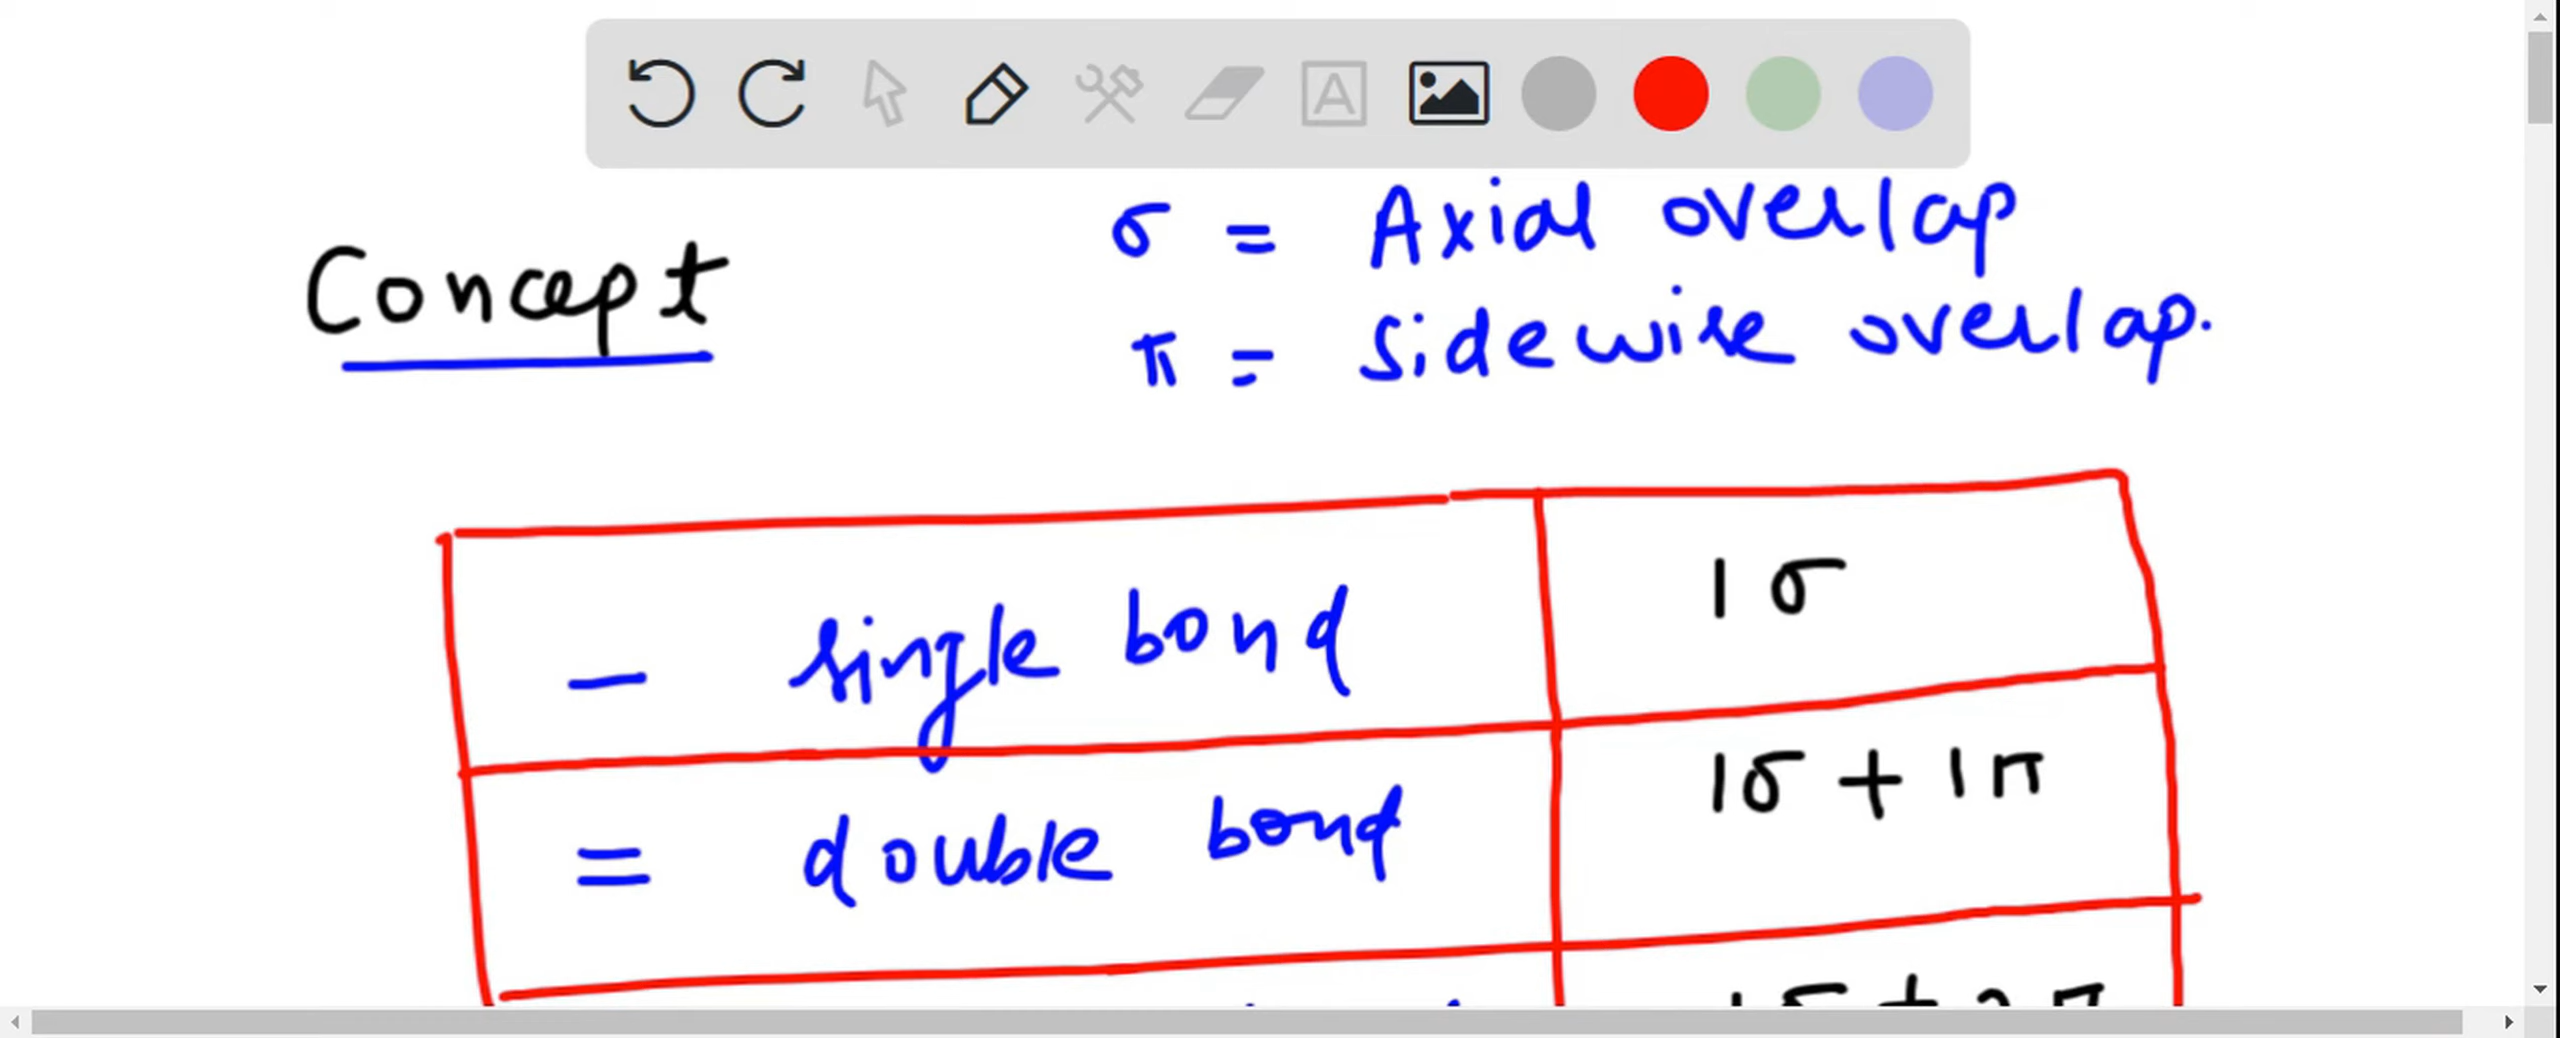 A
Concept
σ = Axial overlap
π = sidewise overlap.
– single bond 1σ
= double bond 1σ + 1π